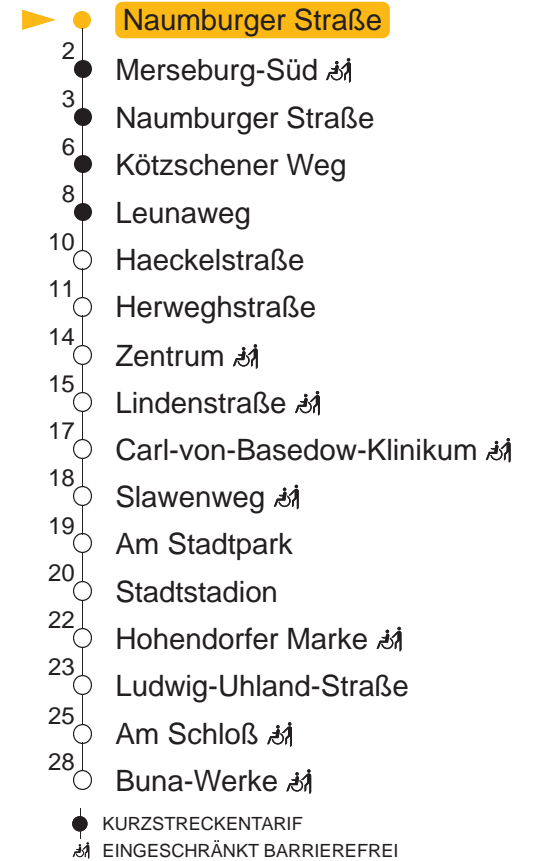 Naumburger Straße
2
Merseburg-Süd
3
Naumburger Straße
6
Kötzschener Weg
8
Leunaweg
10
Haeckelstraße
11
Herweghstraße
14
Zentrum
15
Lindenstraße
17
Carl-von-Basedow-Klinikum
18
Slawenweg
19
Am Stadtpark
20
Stadtstadion
22
Hohendorfer Marke
23
Ludwig-Uhland-Straße
25
Am Schloß
28
Buna-Werke
KURZSTRECKENTARIF
EINGESCHRÄNKT BARRIEREFREI